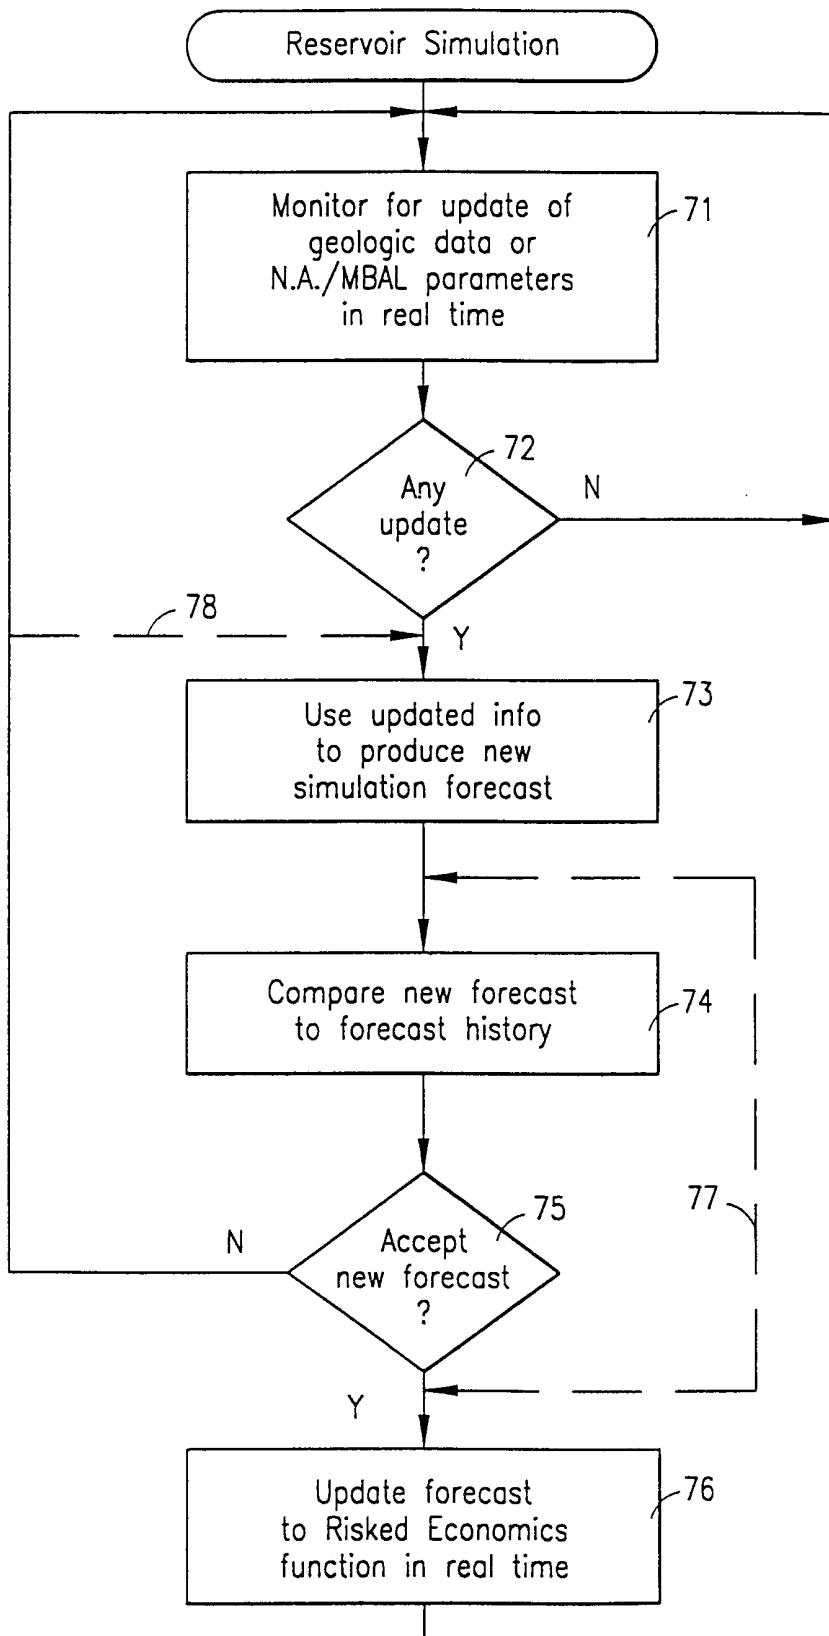 Reservoir Simulation
Monitor for update of
geologic data or
N.A./MBAL parameters
in real time
71
72
Any
update
?
N
78
Y
Use updated info
to produce new
simulation forecast
73
Compare new forecast
to forecast history
74
77
75
N
Accept
new forecast
?
Y
Update forecast
to Risked Economics
function in real time
76